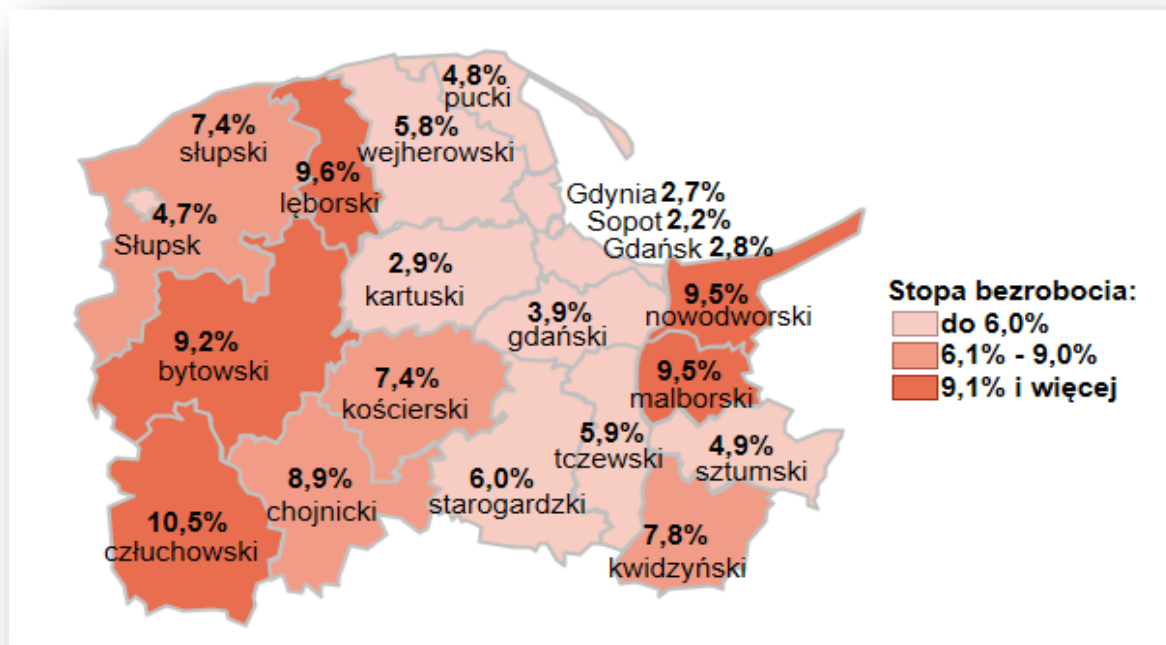 4,8%
pucki
7,4%
słupski
5,8%
wejherowski
9,6%
lęborski
Gdynia 2,7%
Sopot 2,2%
Gdańsk 2,8%
4,7%
Słupsk
2,9%
kartuski
3,9%
gdański
9,5%
nowodworski
Stopa bezrobocia:
do 6,0%
6,1% - 9,0%
9,1% i więcej
9,2%
bytowski
7,4%
kościerski
9,5%
malborski
5,9%
tczewski
4,9%
sztumski
8,9%
chojnicki
6,0%
starogardzki
10,5%
człuchowski
7,8%
kwidzyński